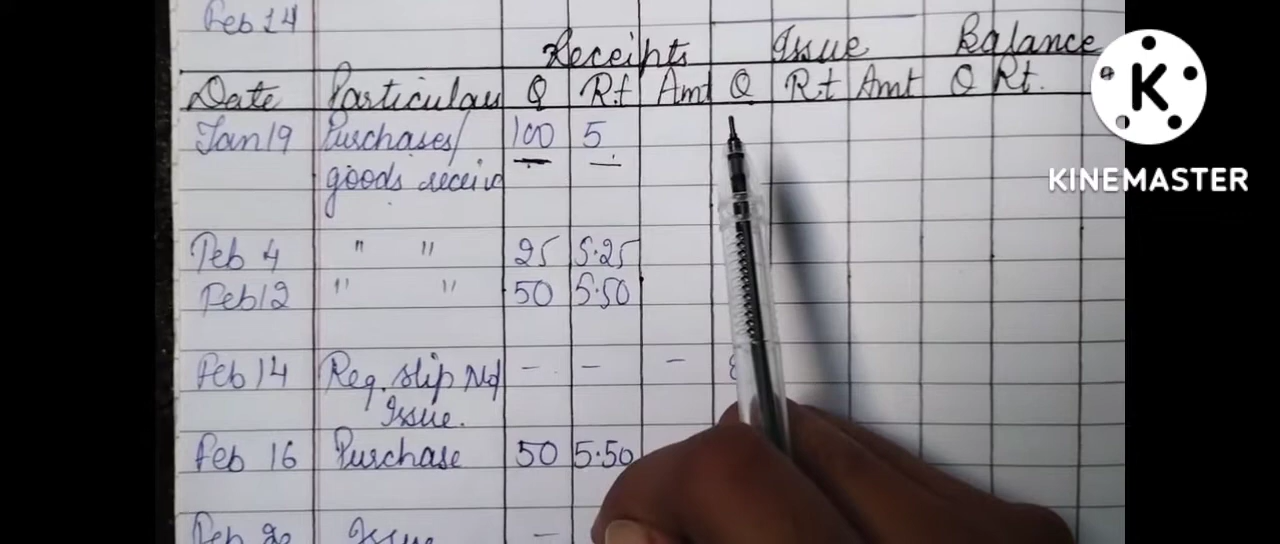 Feb 14
Receipts Issue Balance
Date Particulars Q Rt Amt Q Rt Amt Q Rt.
Jan 19 Purchases/ 100 5
goods receiv
Feb 4 " " 25 5.25
Feb 12 " " 50 5.50
Feb 14 Req. Slip No/ - - -
Issue.
Feb 16 Purchase 50 5.50
Feb Issue -
K
KINEMASTER